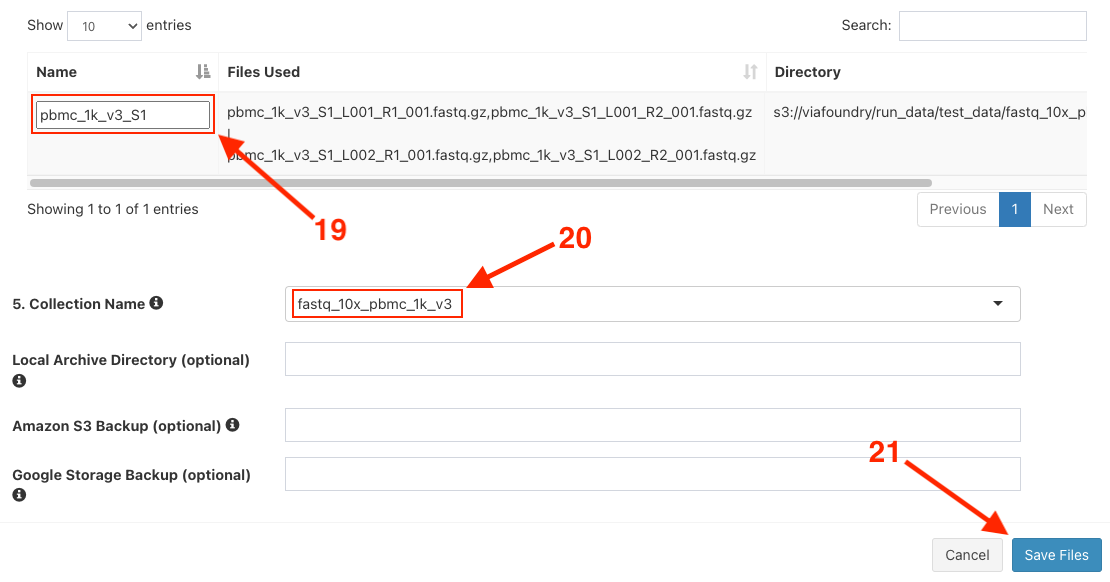 Show 10 entries Search:
Name Files Used Directory
pbmc_1k_v3_S1 pbmc_1k_v3_S1_L001_R1_001.fastq.gz,pbmc_1k_v3_S1_L001_R2_001.fastq.gz s3://viafoundry/run_data/test_data/fastq_10x_p
|
pbmc_1k_v3_S1_L002_R1_001.fastq.gz,pbmc_1k_v3_S1_L002_R2_001.fastq.gz
Showing 1 to 1 of 1 entries Previous 1 Next
19
20
5. Collection Name fastq_10x_pbmc_1k_v3
Local Archive Directory (optional)
Amazon S3 Backup (optional)
21
Google Storage Backup (optional)
Cancel Save Files